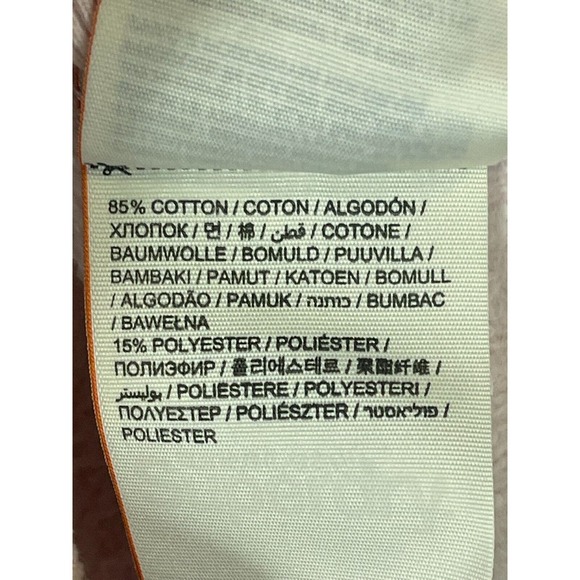 85% COTTON / COTON / ALGODÓN /
ХЛОПОК / 면 / 棉 / قطن / COTONE /
BAUMWOLLE / BOMULD / PUUVILLA /
BAMBAKI / PAMUT / KATOEN / BOMULL
/ ALGODÃO / PAMUK / כותנה / BUMBAC
/ BAWEŁNA
15% POLYESTER / POLIÉSTER /
ПОЛИЭФИР / 폴리에스테르 / 聚酯纤维 /
بوليستر / POLIESTERE / POLYESTERI /
ΠΟΛΥΕΣΤΕΡ / POLIÉSZTER / פוליאסטר /
POLIESTER